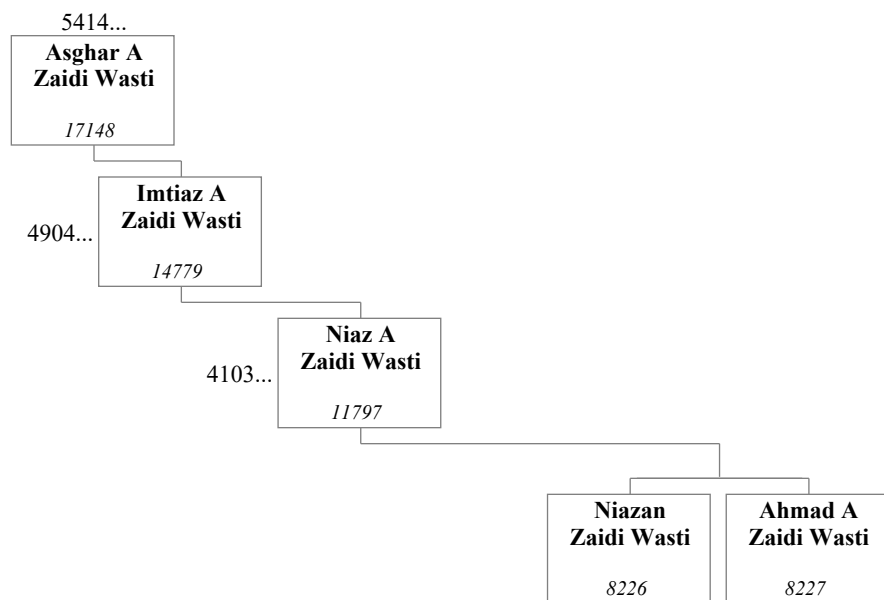 5414...
Asghar A
Zaidi Wasti
17148
Imtiaz A
Zaidi Wasti
4904...
14779
Niaz A
Zaidi Wasti
4103...
11797
Niazan
Zaidi Wasti
8226
Ahmad A
Zaidi Wasti
8227